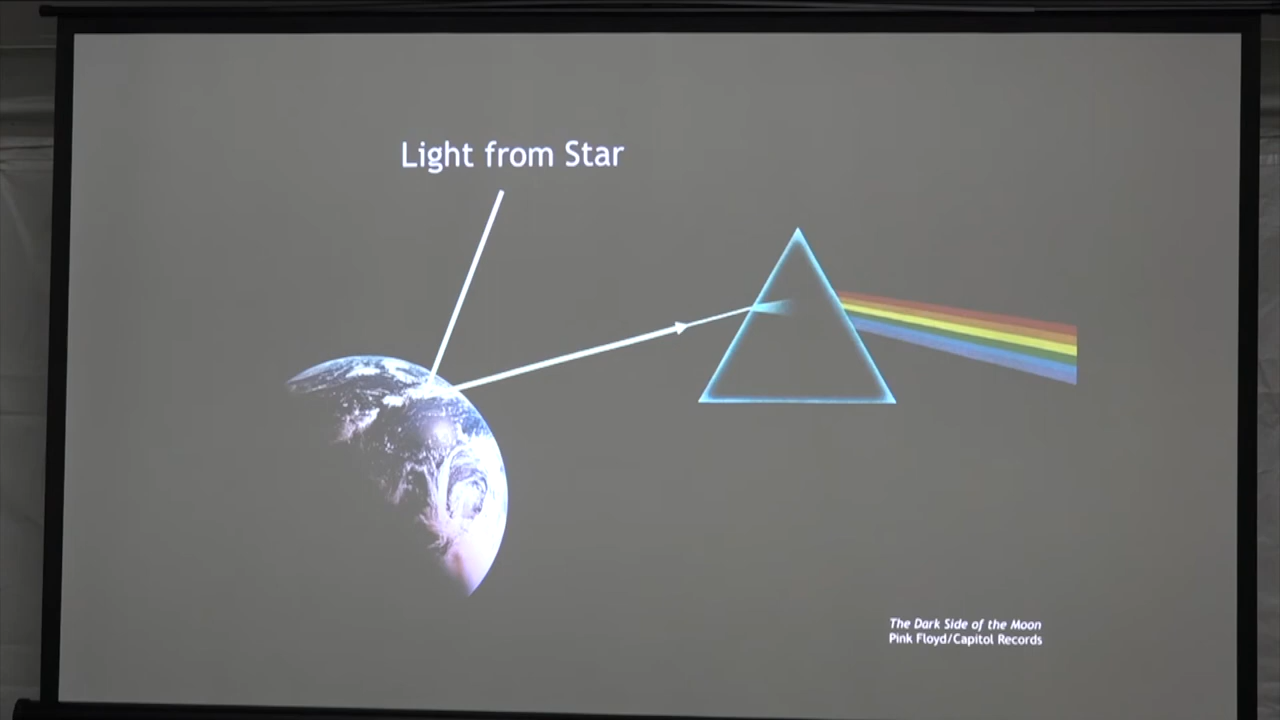 Light from Star
The Dark Side of the Moon
Pink Floyd/Capitol Records